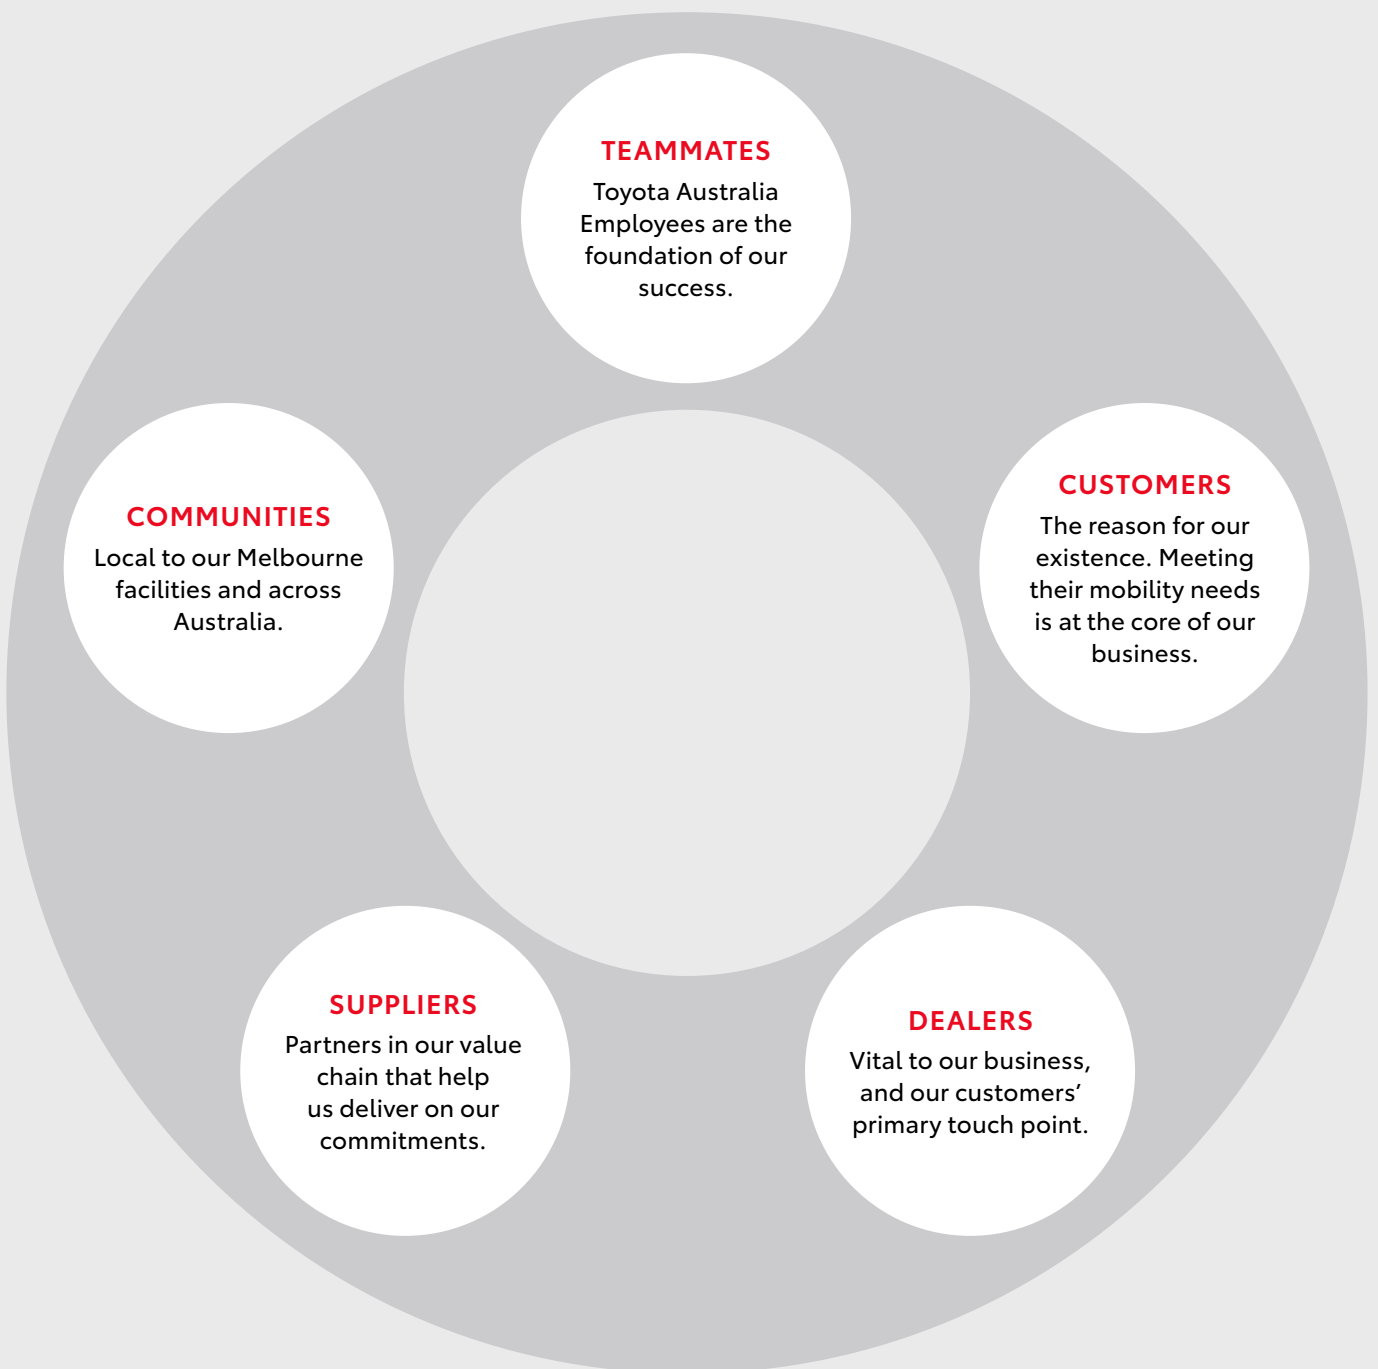 TEAMMATES
Toyota Australia
Employees are the
foundation of our
success.
CUSTOMERS
The reason for our
existence. Meeting
their mobility needs
is at the core of our
business.
DEALERS
Vital to our business,
and our customers’
primary touch point.
SUPPLIERS
Partners in our value
chain that help
us deliver on our
commitments.
COMMUNITIES
Local to our Melbourne
facilities and across
Australia.